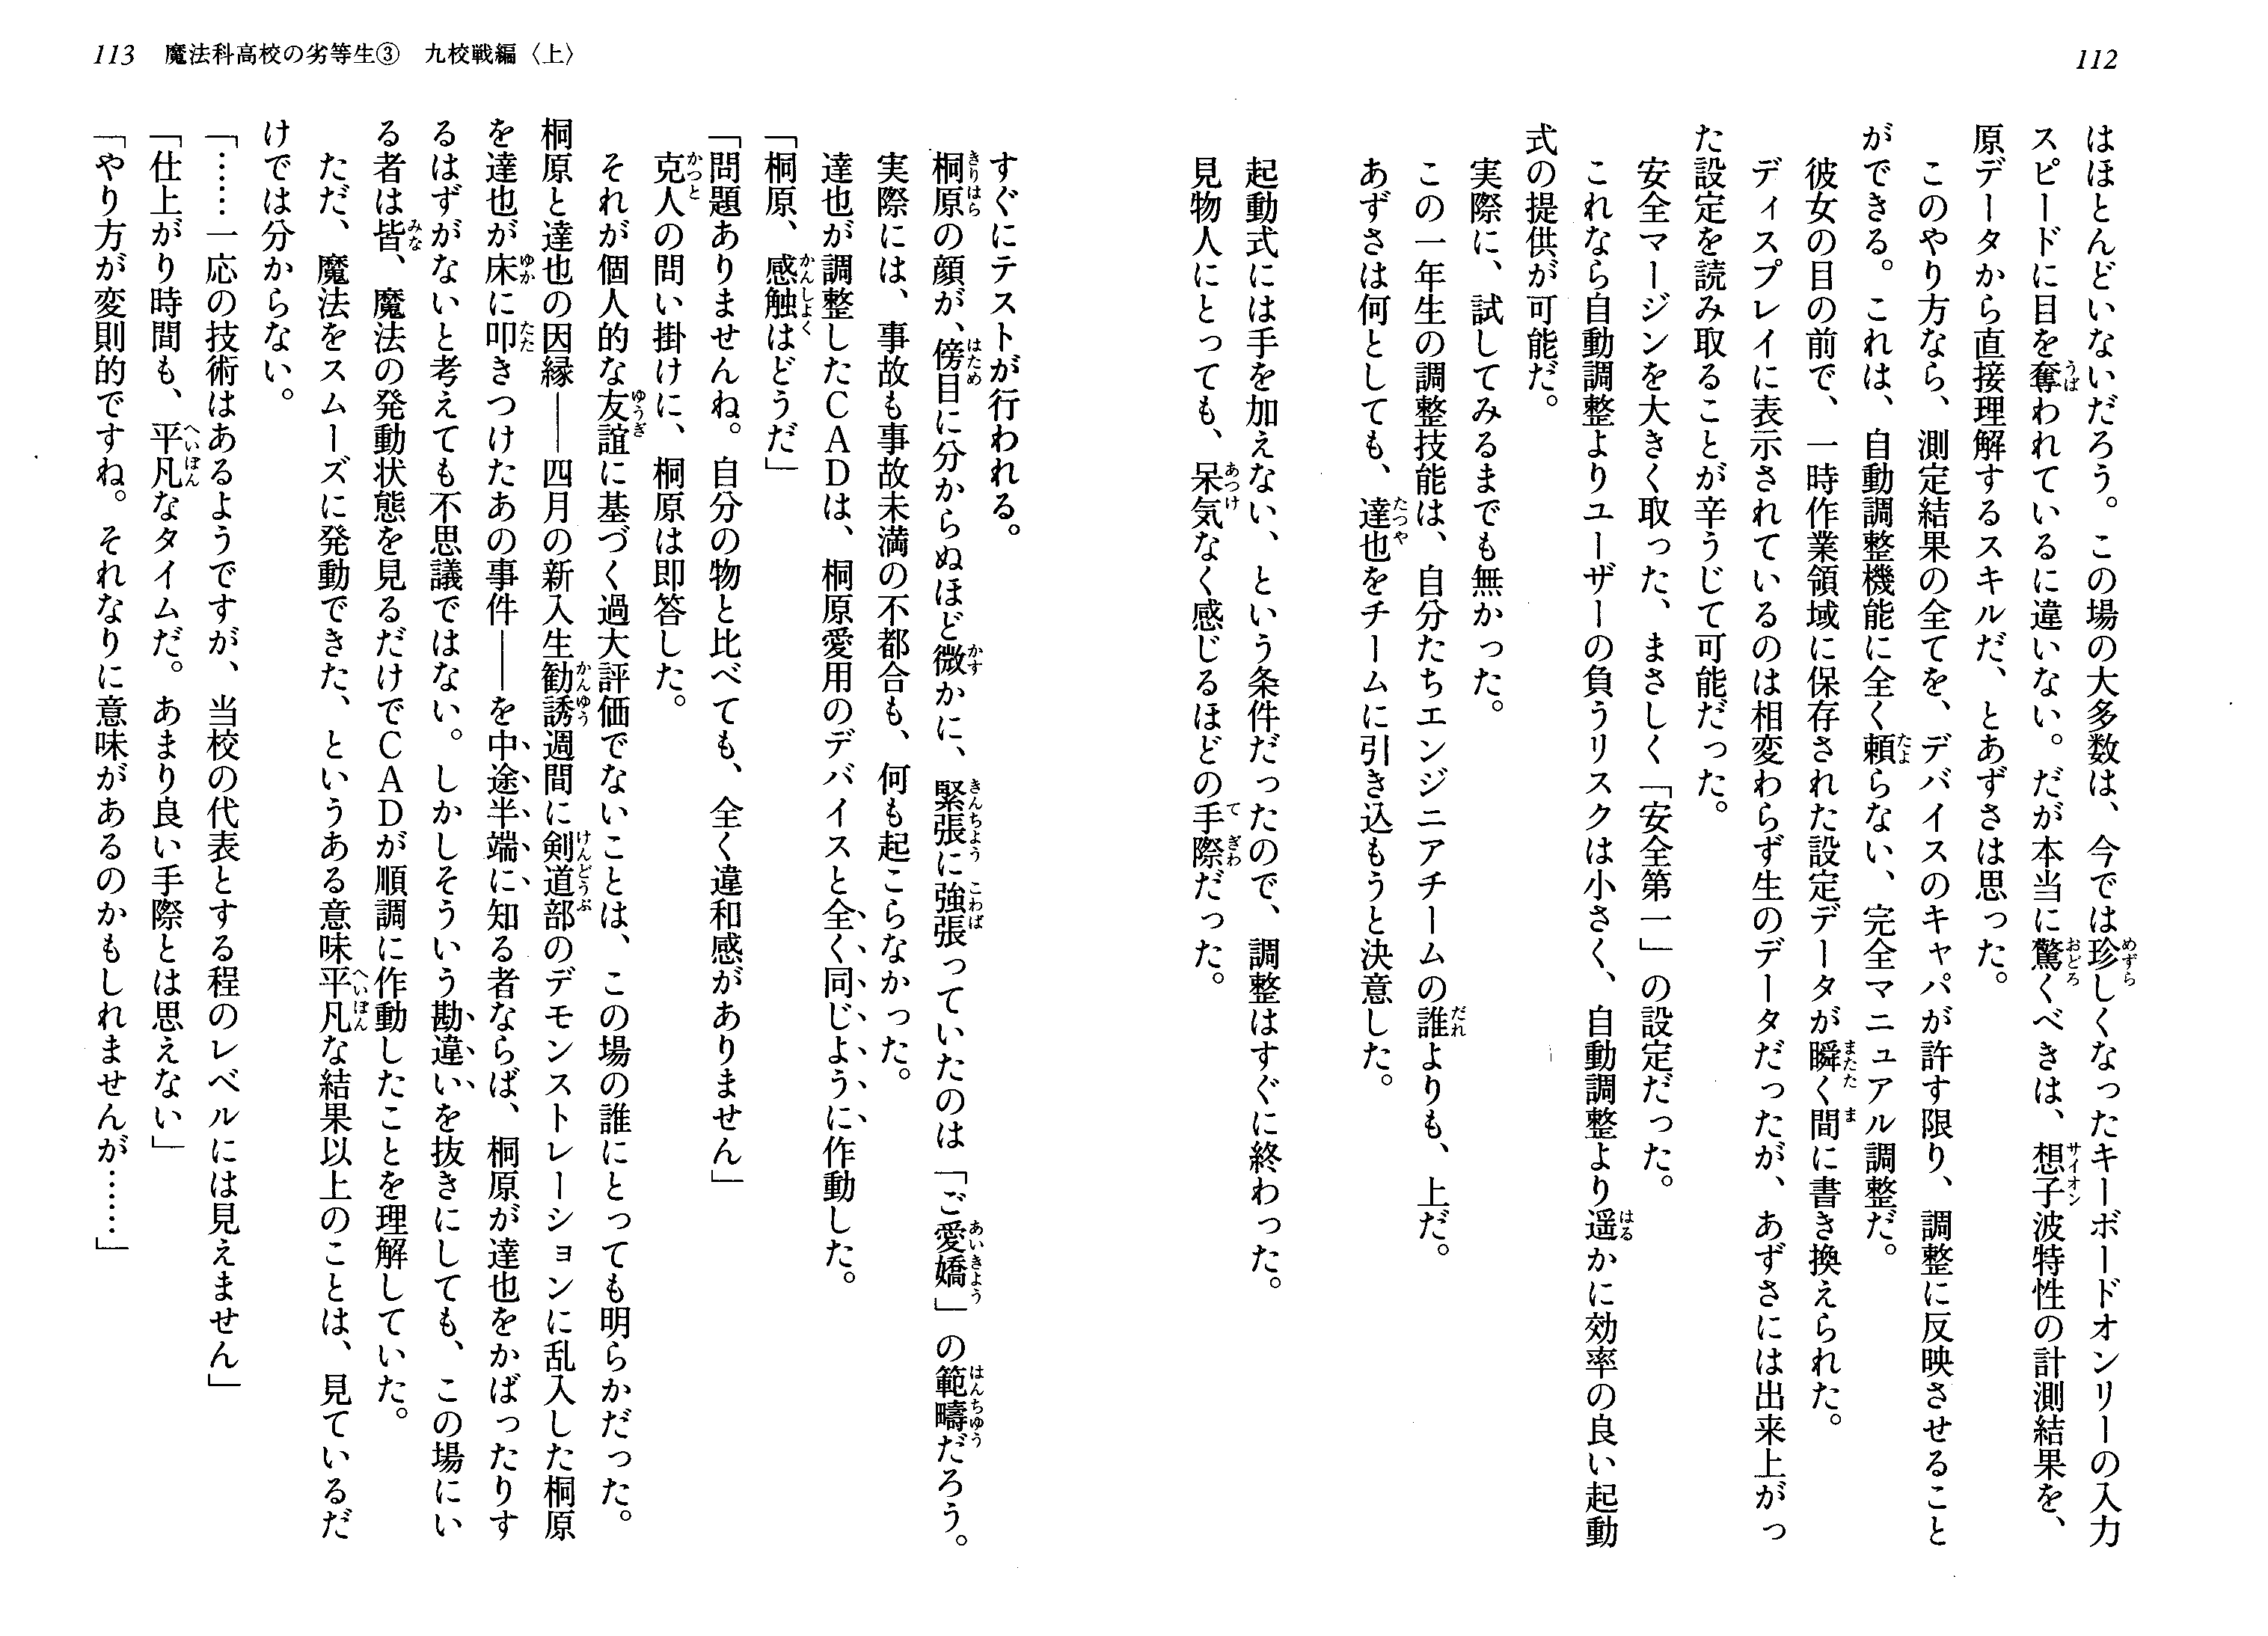 112
はほとんどいないだろう。この場の大多数は、今では珍しくなったキーボードオンリーの入力
スピードに目を奪われているに違いない。だが本当に驚くべきは、想子波特性の計測結果を、
原データから直接理解するスキルだ、とあずさは思った。
このやり方なら、測定結果の全てを、デバイスのキャパが許す限り、調整に反映させること
ができる。これは、自動調整機能に全く頼らない、完全マニュアル調整だ。
彼女の目の前で、一時作業領域に保存された設定データが瞬く間に書き換えられた。
ディスプレイに表示されているのは相変わらず生のデータだったが、あずさには出来上がっ
た設定を読み取ることが辛うじて可能だった。
安全マージンを大きく取った、まさしく「安全第一」の設定だった。
これなら自動調整よりユーザーの負うリスクは小さく、自動調整より遥かに効率の良い起動
式の提供が可能だ。
実際に、試してみるまでも無かった。
この一年生の調整技能は、自分たちエンジニアチームの誰よりも、上だ。
あずさは何としても、達也をチームに引き込もうと決意した。
起動式には手を加えない、という条件だったので、調整はすぐに終わった。
見物人にとっても、呆気なく感じるほどの手際だった。
113 魔法科高校の劣等生③ 九校戦編〈上〉
すぐにテストが行われる。
桐原の顔が、傍目に分からぬほど微かに、緊張に強張っていたのは「ご愛嬌」の範疇だろう。
実際には、事故も事故未満の不都合も、何も起こらなかった。
達也が調整したCADは、桐原愛用のデバイスと全く同じように作動した。
「桐原、感触はどうだ」
「問題ありませんね。自分の物と比べても、全く違和感がありません」
克人の問い掛けに、桐原は即答した。
それが個人的な友誼に基づく過大評価でないことは、この場の誰にとっても明らかだった。
桐原と達也の因縁――四月の新入生勧誘週間に剣道部のデモンストレーションに乱入した桐原
を達也が床に叩きつけたあの事件――を中途半端に知る者ならば、桐原が達也をかばったりす
るはずがないと考えても不思議ではない。しかしそういう勘違いを抜きにしても、この場にい
る者は皆、魔法の発動状態を見るだけでCADが順調に作動したことを理解していた。
ただ、魔法をスムーズに発動できた、というある意味平凡な結果以上のことは、見ているだ
けでは分からない。
「……一応の技術はあるようですが、当校の代表とする程のレベルには見えません」
「仕上がり時間も、平凡なタイムだ。あまり良い手際とは思えない」
「やり方が変則的ですね。それなりに意味があるのかもしれませんが……」